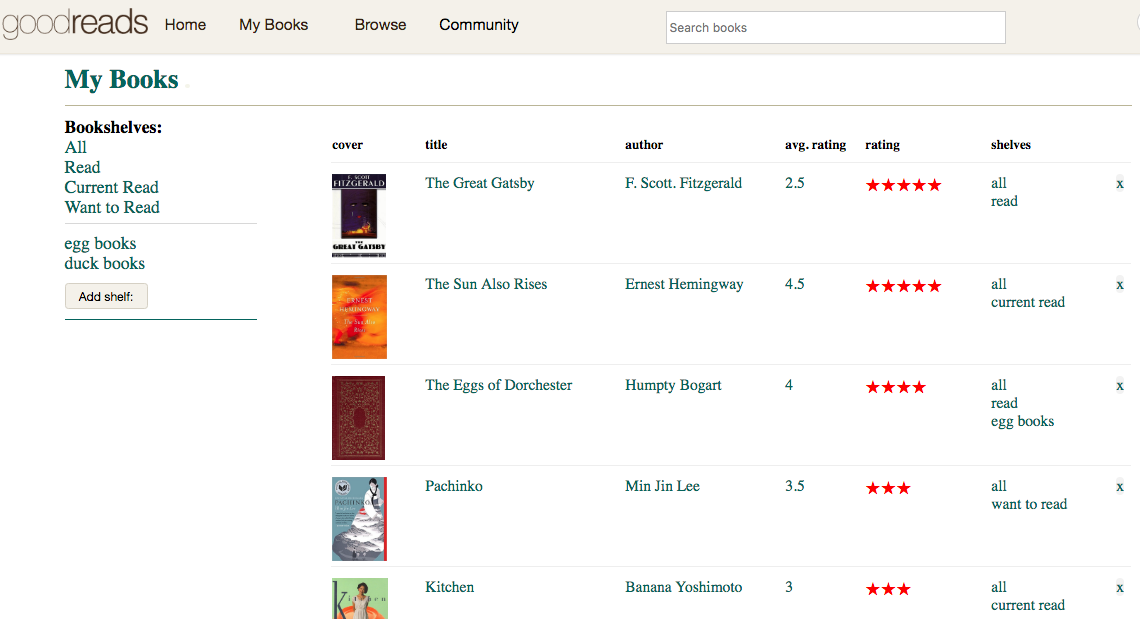 goodreads Home My Books Browse Community Search books
My Books
Bookshelves:
All
Read
Current Read
Want to Read
egg books
duck books
Add shelf:
cover title author avg. rating rating shelves
F. SCOTT
FITZGERALD
THE
GREAT GATSBY
The Great Gatsby F. Scott. Fitzgerald 2.5 ★★★★★ all x
read
ERNEST
HEMINGWAY
The Sun Also
Rises
The Sun Also Rises Ernest Hemingway 4.5 ★★★★★ all x
current read
The Eggs of Dorchester Humpty Bogart 4 ★★★★ all x
read
egg books
PACHINKO
Pachinko Min Jin Lee 3.5 ★★★ all x
want to read
kitchen
Kitchen Banana Yoshimoto 3 ★★★ all x
current read